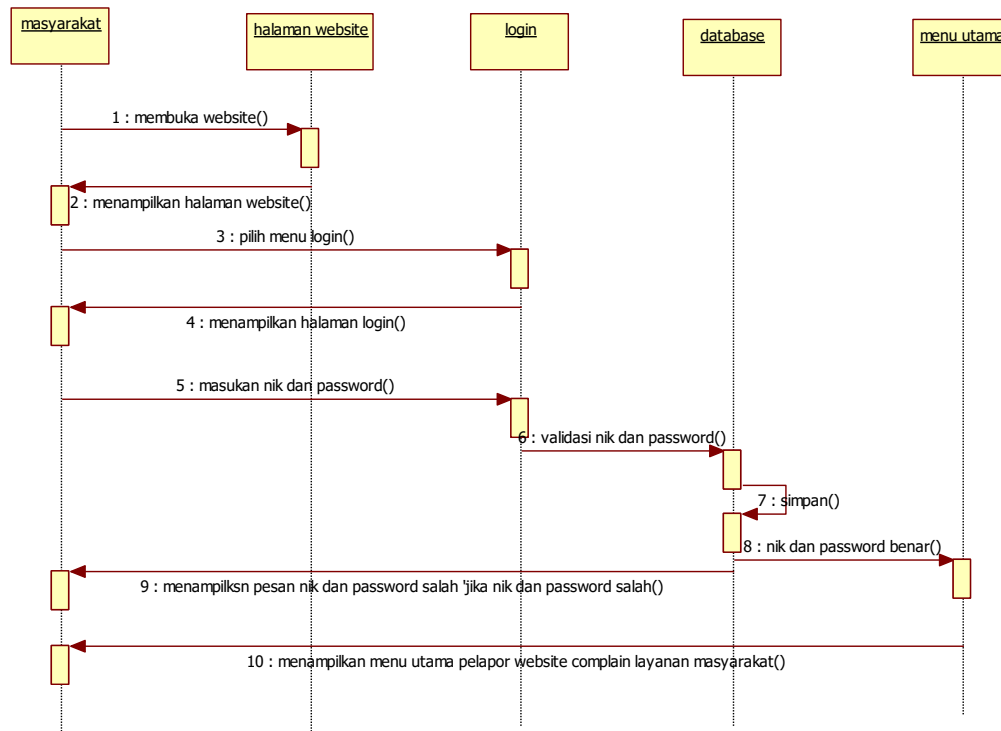 masyarakat
halaman website
login
database
menu utama
1 : membuka website()
2 : menampilkan halaman website()
3 : pilih menu login()
4 : menampilkan halaman login()
5 : masukan nik dan password()
6 : validasi nik dan password()
7 : simpan()
8 : nik dan password benar()
9 : menampilksn pesan nik dan password salah 'jika nik dan password salah()
10 : menampilkan menu utama pelapor website complain layanan masyarakat()